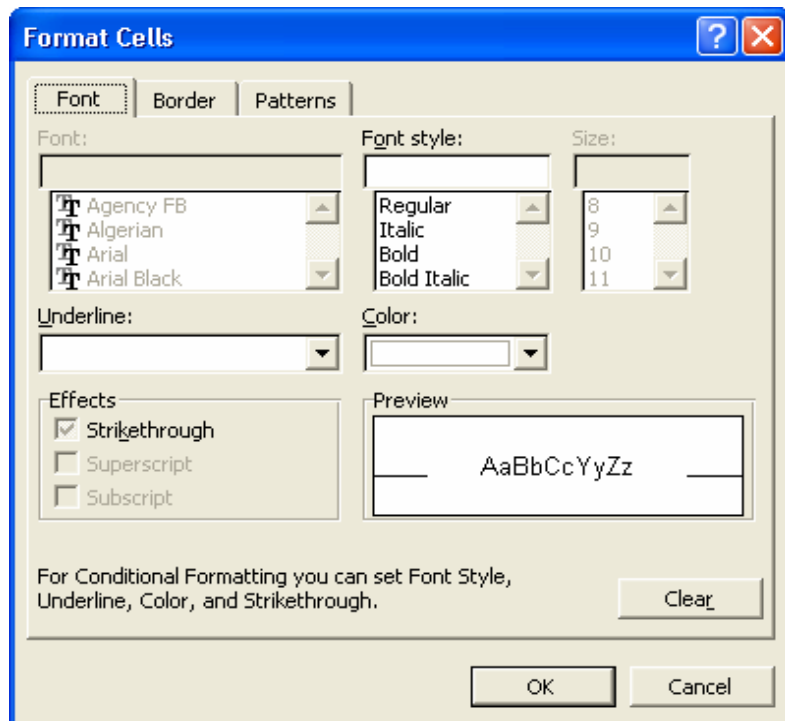 Format Cells
Font Border Patterns
Font: Font style: Size:
Agency FB Regular 8
Algerian Italic 9
Arial Bold 10
Arial Black Bold Italic 11
Underline: Color:
Effects Preview
Strikethrough
Superscript AaBbCcYyZz
Subscript
For Conditional Formatting you can set Font Style,
Underline, Color, and Strikethrough. Clear
OK Cancel